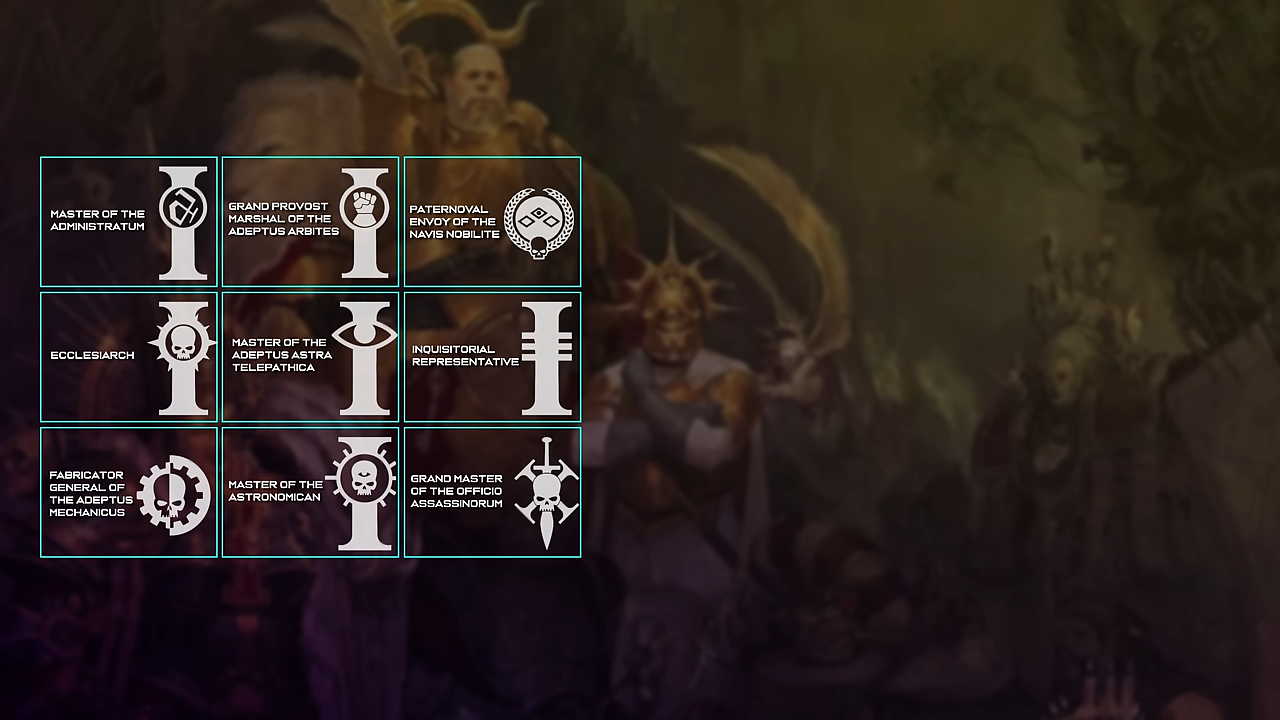 MASTER OF THE
ADMINISTRATUM
GRAND PROVOST
MARSHAL OF THE
ADEPTUS ARBITES
PATERNOVAL
ENVOY OF THE
NAVIS NOBILITE
ECCLESIARCH
MASTER OF THE
ADEPTUS ASTRA
TELEPATHICA
INQUISITORIAL
REPRESENTATIVE
FABRICATOR
GENERAL OF
THE ADEPTUS
MECHANICUS
MASTER OF THE
ASTRONOMICAN
GRAND MASTER
OF THE OFFICIO
ASSASSINORUM